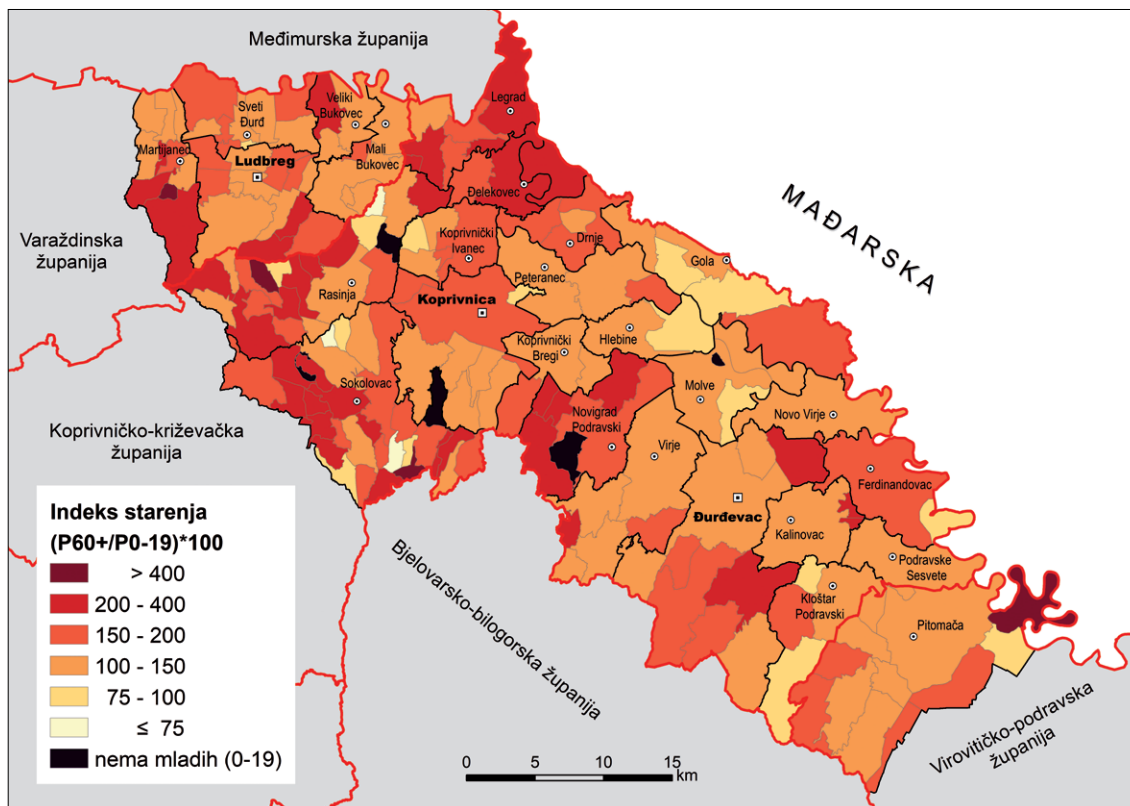 Međimurska županija
Legrad
Veliki
Bukovec
Sveti
Đurđ
Martijanec
Ludbreg
Mali
Bukovec
Đelekovec
MAĐARSKA
Varaždinska
županija
Koprivnički
Ivanec
Drnje
Gola
Peteranec
Rasinja
Koprivnica
Hlebine
Koprivnički
Bregi
Sokolovac
Molve
Novo Virje
Koprivničko-križevačka
županija
Novigrad
Podravski
Virje
Ferdinandovac
Đurđevac
Kalinovac
Podravske
Sesvete
Kloštar
Podravski
Pitomača
Bjelovarsko-bilogorska županija
Virovitičko-podravska
županija
Indeks starenja
(P60+/P0-19)*100
> 400
200 - 400
150 - 200
100 - 150
75 - 100
≤ 75
nema mladih (0-19)
0 5 10 15
km